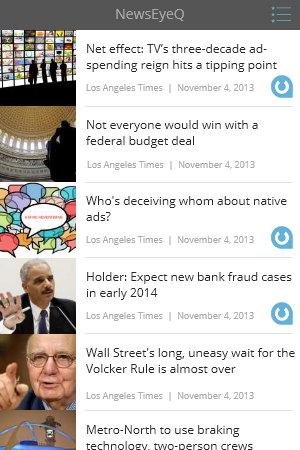 NewsEyeQ
Net effect: TV's three-decade ad-
spending reign hits a tipping point
Los Angeles Times | November 4, 2013
Not everyone would win with a
federal budget deal
Los Angeles Times | November 4, 2013
Who's deceiving whom about native
ads?
Los Angeles Times | November 4, 2013
Holder: Expect new bank fraud cases
in early 2014
Los Angeles Times | November 4, 2013
Wall Street's long, uneasy wait for the
Volcker Rule is almost over
Los Angeles Times | November 4, 2013
Metro-North to use braking
technology, two-person crews